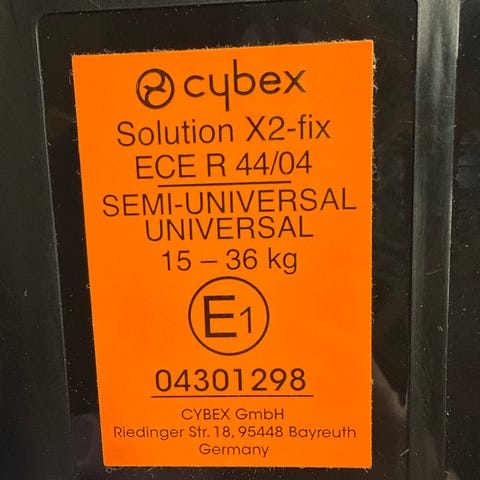 cybex
Solution X2-fix
ECE R 44/04
SEMI-UNIVERSAL
UNIVERSAL
15 – 36 kg
E1
04301298
CYBEX GmbH
Riedinger Str. 18, 95448 Bayreuth
Germany